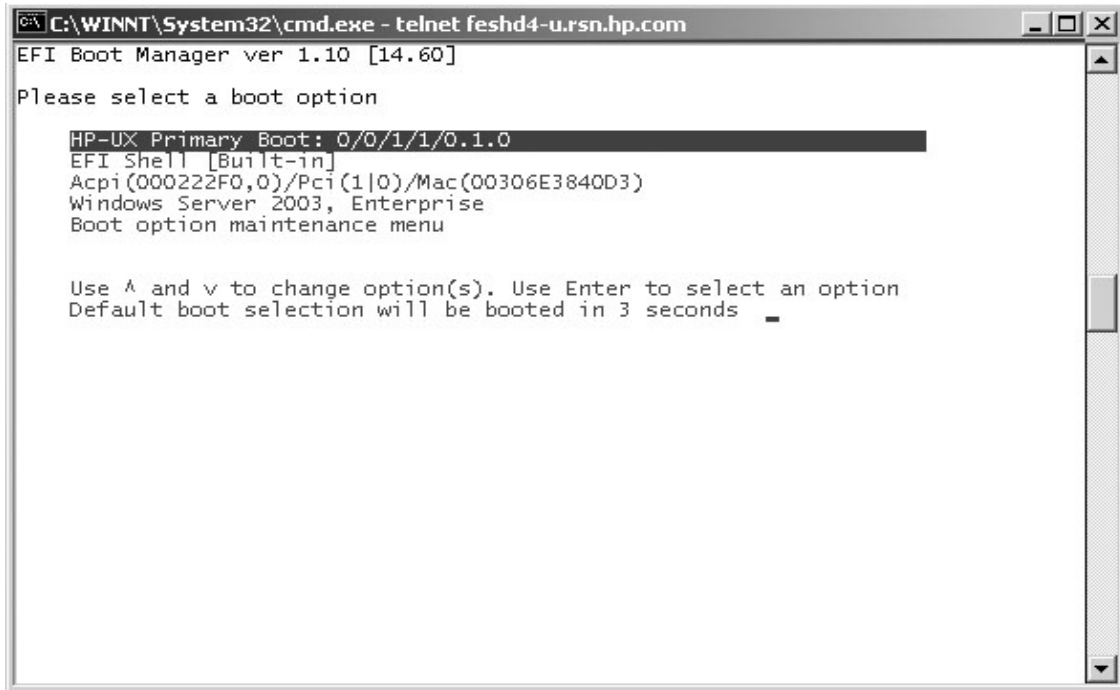 C:\WINNT\System32\cmd.exe - telnet feshd4-u.rsn.hp.com
EFI Boot Manager ver 1.10 [14.60]
Please select a boot option
HP-UX Primary Boot: 0/0/1/1/0.1.0
EFI Shell [Built-in]
Acpi(000222F0,0)/Pci(1|0)/Mac(00306E3840D3)
Windows Server 2003, Enterprise
Boot option maintenance menu
Use ^ and v to change option(s). Use Enter to select an option
Default boot selection will be booted in 3 seconds _